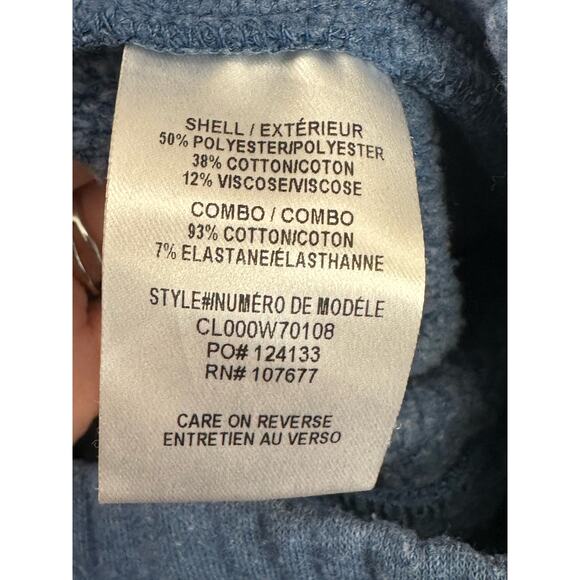 SHELL / EXTÉRIEUR
50% POLYESTER/POLYESTER
38% COTTON/COTON
12% VISCOSE/VISCOSE
COMBO / COMBO
93% COTTON/COTON
7% ELASTANE/ÉLASTHANNE
STYLE#/NUMÉRO DE MODÉLE
CL000W70108
PO# 124133
RN# 107677
CARE ON REVERSE
ENTRETIEN AU VERSO